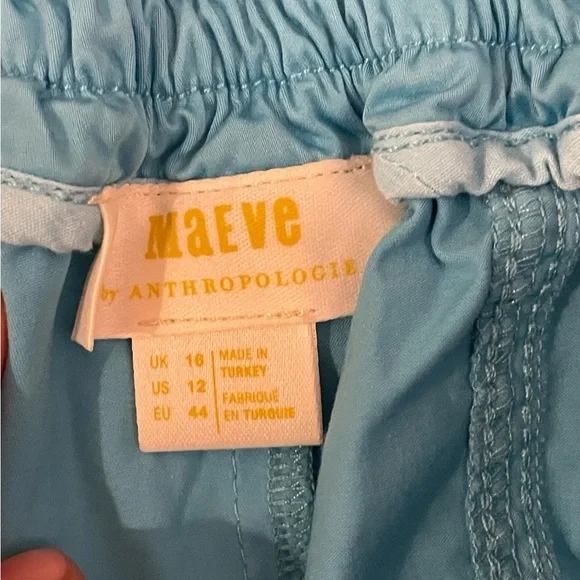 MaEVe
by ANTHROPOLOGIE
UK 16
US 12
EU 44
MADE IN
TURKEY
FABRIQUÉ
EN TURQUIE